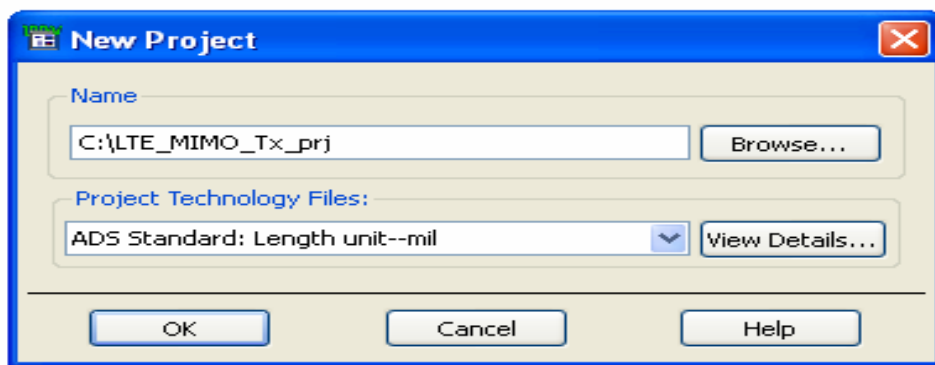 New Project
Name
C:\LTE_MIMO_Tx_prj
Browse...
Project Technology Files:
ADS Standard: Length unit--mil
View Details...
OK
Cancel
Help